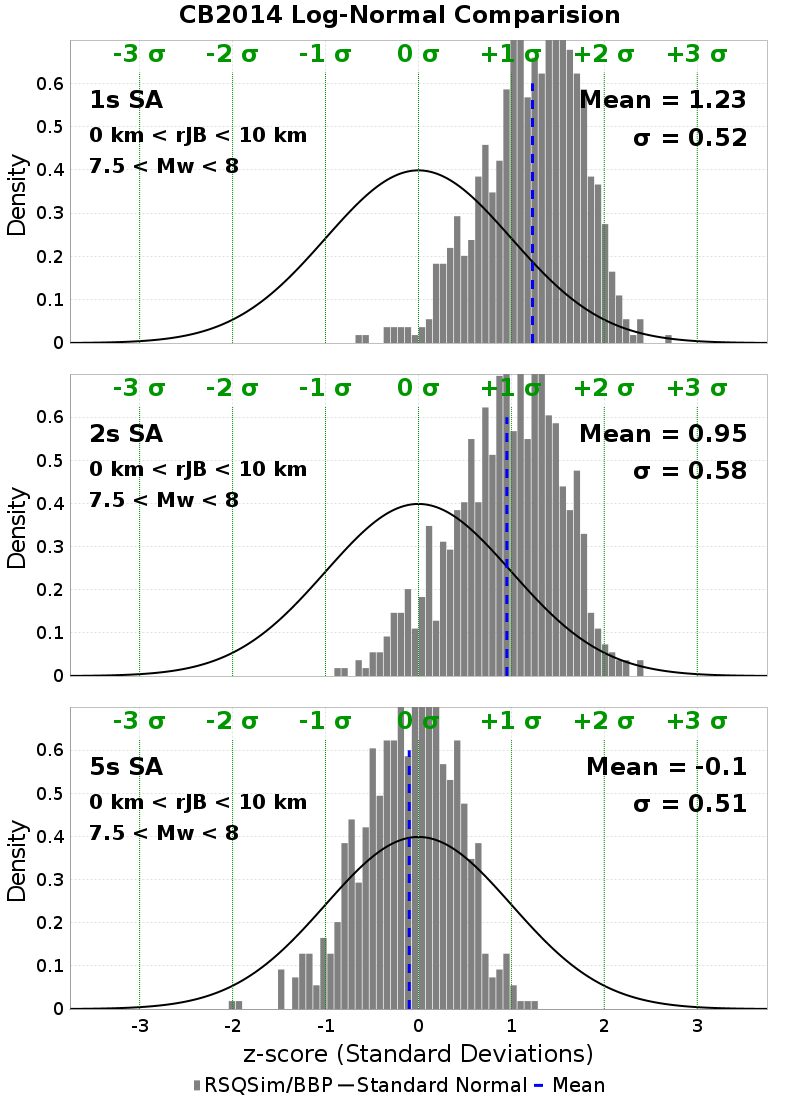 CB2014 Log-Normal Comparision
-3 σ -2 σ -1 σ 0 σ +1 σ +2 σ +3 σ
1s SA
Mean = 1.23
0 km < rJB < 10 km
σ = 0.52
7.5 < Mw < 8
Density
0.6
0.5
0.4
0.3
0.2
0.1
0
-3 σ -2 σ -1 σ 0 σ +1 σ +2 σ +3 σ
2s SA
Mean = 0.95
0 km < rJB < 10 km
σ = 0.58
7.5 < Mw < 8
Density
0.6
0.5
0.4
0.3
0.2
0.1
0
-3 σ -2 σ -1 σ 0 σ +1 σ +2 σ +3 σ
5s SA
Mean = -0.1
0 km < rJB < 10 km
σ = 0.51
7.5 < Mw < 8
Density
0.6
0.5
0.4
0.3
0.2
0.1
0
-3 -2 -1 0 1 2 3
z-score (Standard Deviations)
RSQSim/BBP Standard Normal Mean